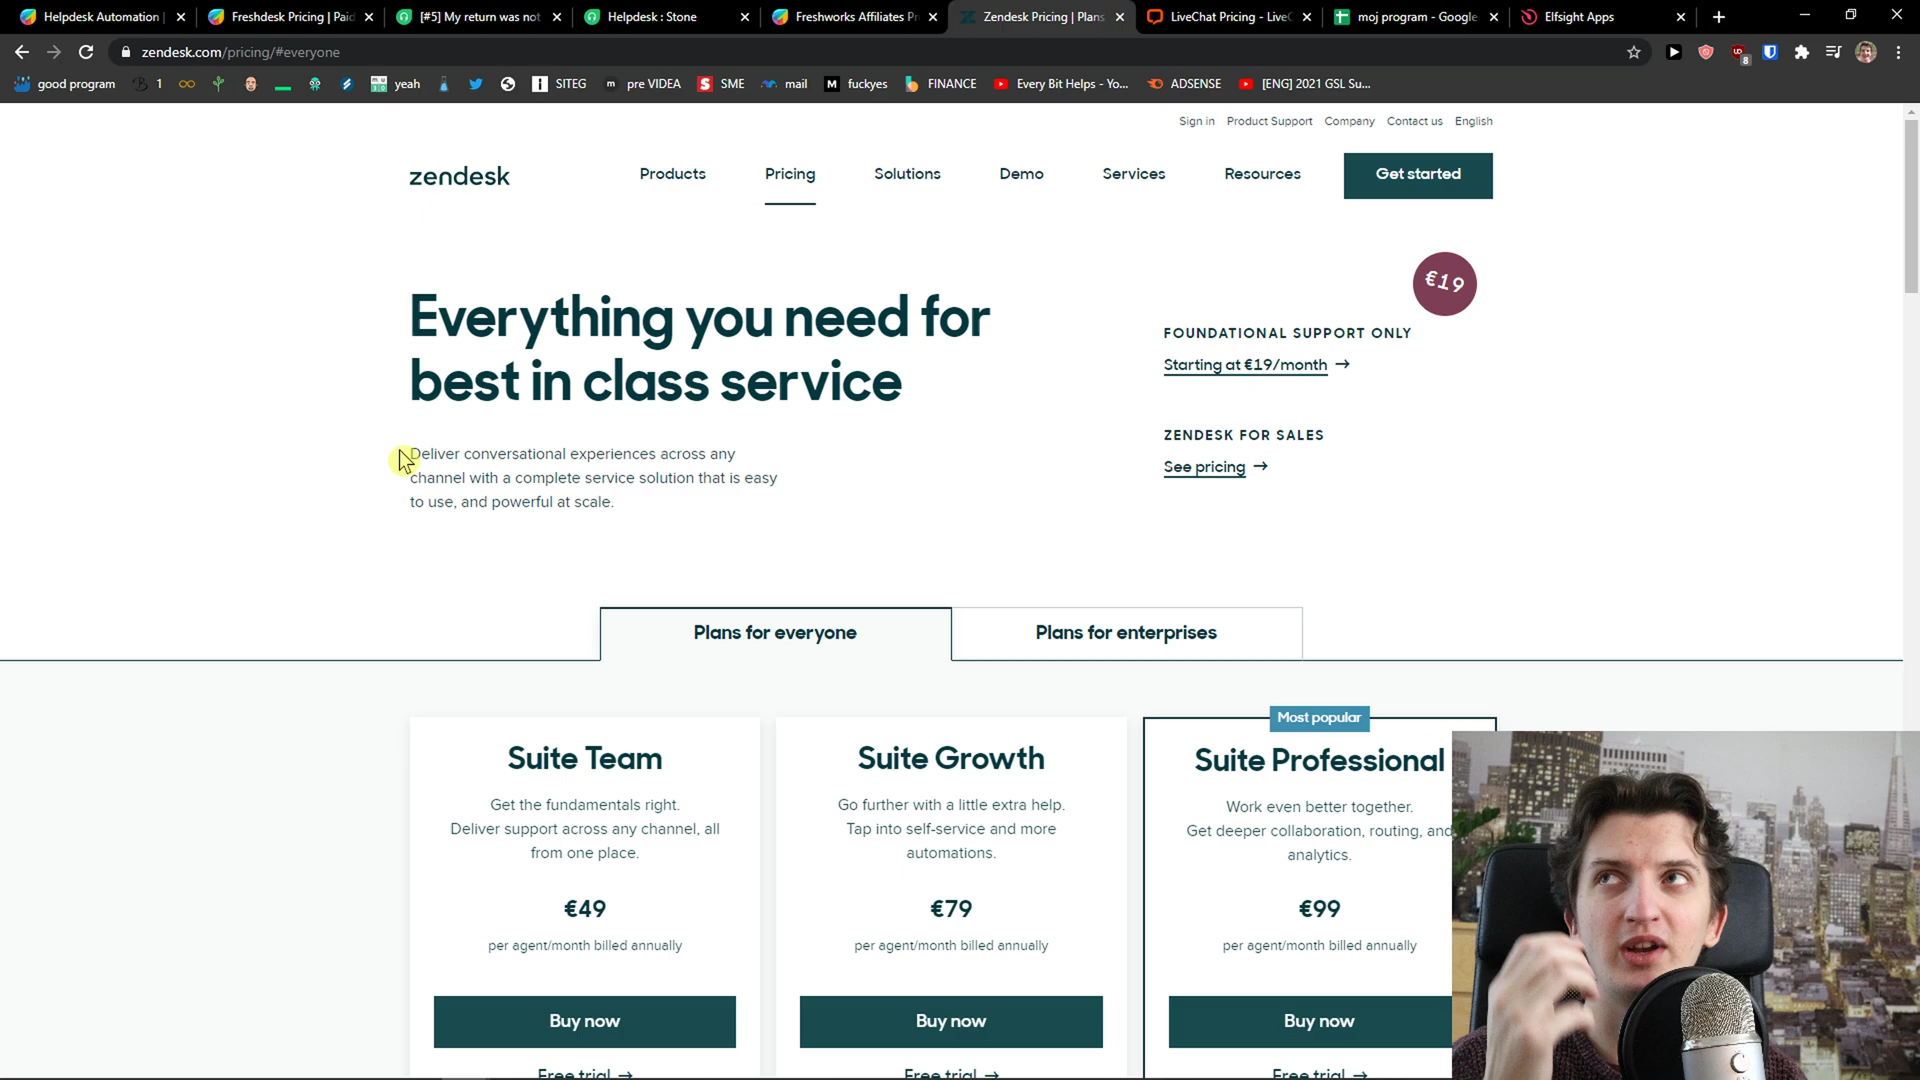 Helpdesk Automation
Freshdesk Pricing | Paid
[#5] My return was not
Helpdesk : Stone
Freshworks Affiliates Pr
Zendesk Pricing | Plans
LiveChat Pricing - LiveC
moj program - Google
Elfsight Apps
zendesk.com/pricing/#everyone
8
good program
1
yeah
SITEG
pre VIDEA
SME
mail
fuckyes
FINANCE
Every Bit Helps - Yo...
ADSENSE
[ENG] 2021 GSL Su...
Sign in
Product Support
Company
Contact us
English
zendesk
Products
Pricing
Solutions
Demo
Services
Resources
Get started
€19
Everything you need for
best in class service
FOUNDATIONAL SUPPORT ONLY
Starting at €19/month →
ZENDESK FOR SALES
See pricing →
Deliver conversational experiences across any
channel with a complete service solution that is easy
to use, and powerful at scale.
Plans for everyone
Plans for enterprises
Suite Team
Get the fundamentals right.
Deliver support across any channel, all
from one place.
€49
per agent/month billed annually
Buy now
Free trial →
Suite Growth
Go further with a little extra help.
Tap into self-service and more
automations.
€79
per agent/month billed annually
Buy now
Free trial →
Most popular
Suite Professional
Work even better together.
Get deeper collaboration, routing, and
analytics.
€99
per agent/month billed annually
Buy now
Free trial →